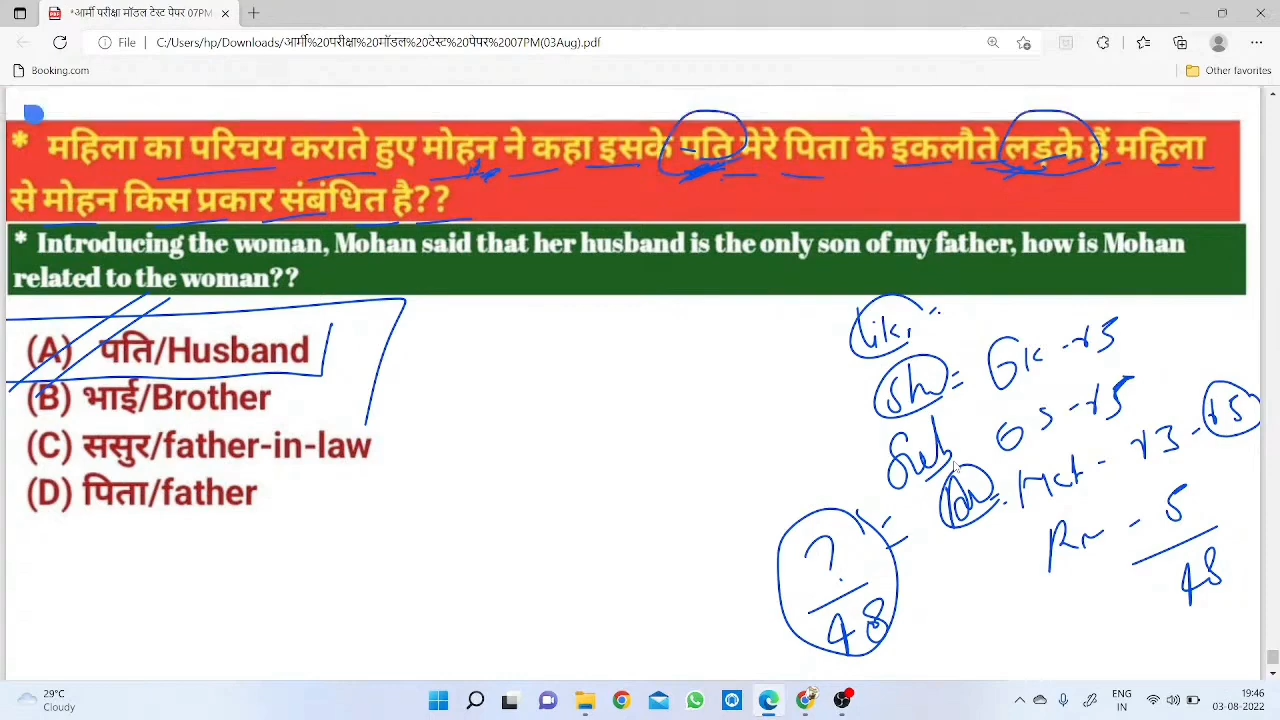 *आर्मी परीक्षा मॉडल टेस्ट पेपर 07PM
File C:/Users/hp/Downloads/आर्मी%20परीक्षा%20मॉडल%20टेस्ट%20पेपर%2007PM(03Aug).pdf
Booking.com
Other favorites
* महिला का परिचय कराते हुए मोहन ने कहा इसके पति मेरे पिता के इकलौते लडके हैं महिला
से मोहन किस प्रकार संबंधित है??
* Introducing the woman, Mohan said that her husband is the only son of my father, how is Mohan
related to the woman??
(A) पति/Husband
(B) भाई/Brother
(C) ससुर/father-in-law
(D) पिता/father
Sub
?
48
5
48
29°C
Cloudy
ENG
IN
19:46
03-08-2022